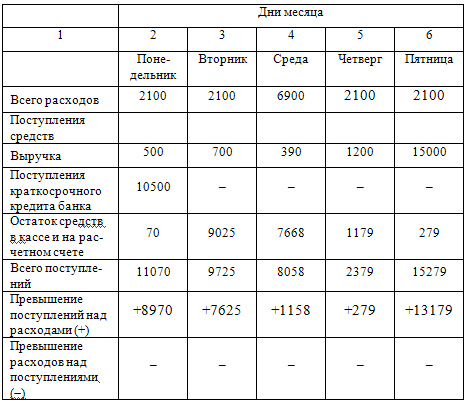 Дни месяца
1 2 3 4 5 6
Поне-
дельник Вторник Среда Четверг Пятница
Всего расходов 2100 2100 6900 2100 2100
Поступления
средств
Выручка 500 700 390 1200 15000
Поступления
краткосрочного
кредита банка 10500 – – – –
Остаток средств
в кассе и на рас-
четном счете 70 9025 7668 1179 279
Всего поступле-
ний 11070 9725 8058 2379 15279
Превышение
поступлений над
расходами (+) +8970 +7625 +1158 +279 +13179
Превышение
расходов над
поступлениями
(–) – – – – –